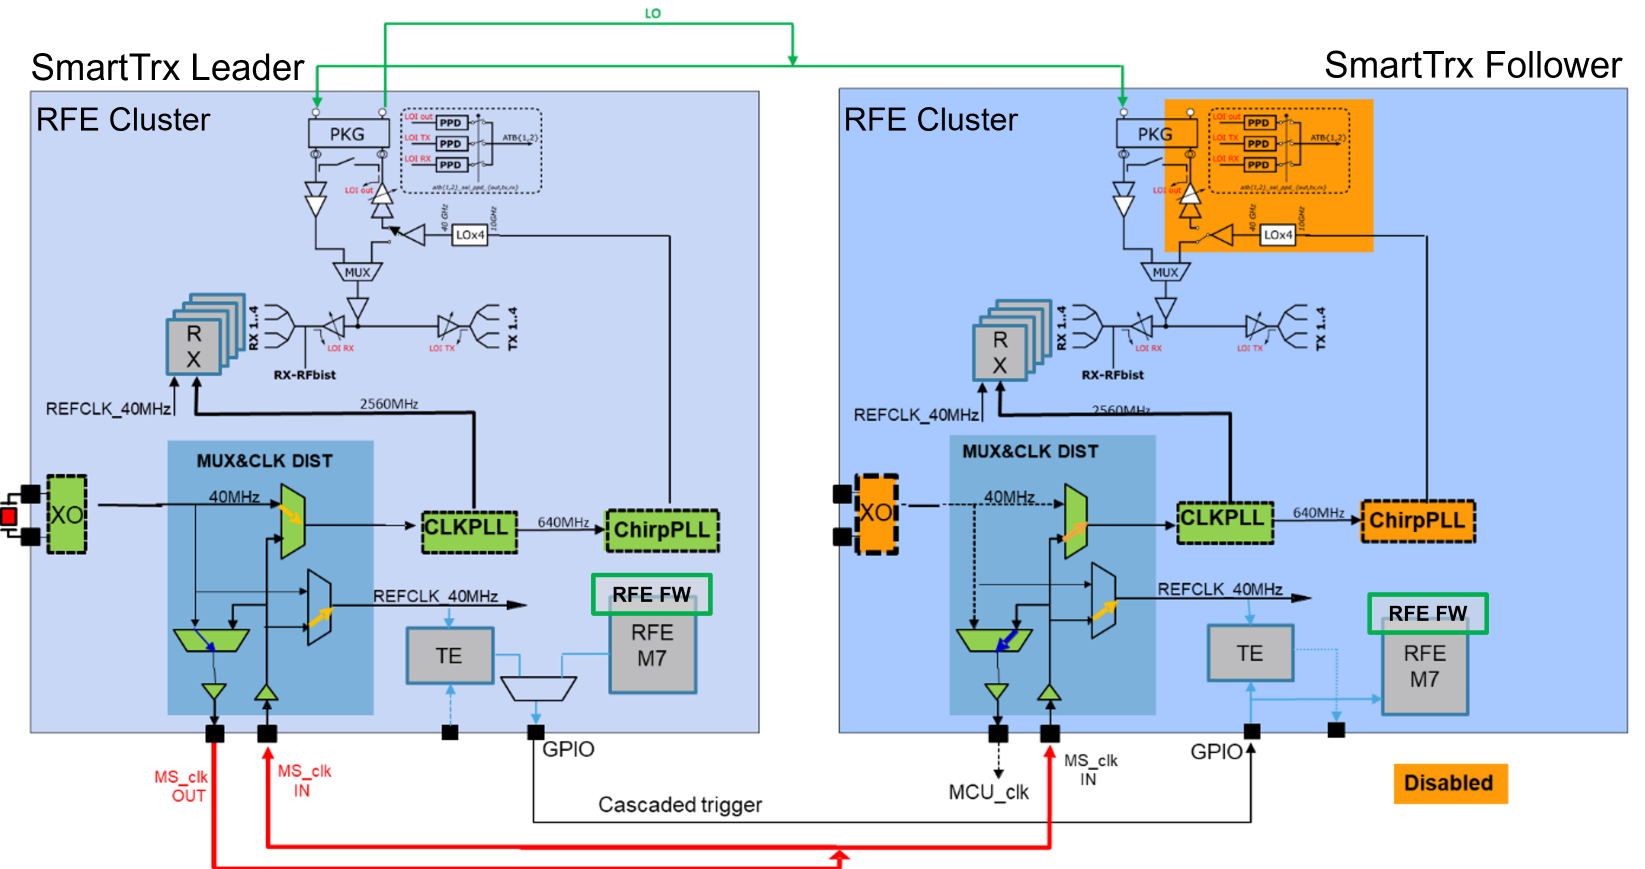 LO
SmartTrx Leader
SmartTrx Follower
RFE Cluster
PKG
LOI out
PPD
LOI TX
PPD
ATB{1,2}
LOI RX
PPD
atb{1,2}_sel_ppd_{out,tx,rx}
LOI out
40 GHz
LOx4
10GHz
MUX
RX 1..4
TX 1..4
R
X
LOI RX
LOI TX
RX-RFbist
REFCLK_40MHz
2560MHz
MUX&CLK DIST
XO
40MHz
CLKPLL
640MHz
ChirpPLL
REFCLK_40MHz
RFE FW
RFE
M7
TE
GPIO
MS_clk
OUT
MS_clk
IN
Cascaded trigger
RFE Cluster
PKG
LOI out
PPD
LOI TX
PPD
ATB{1,2}
LOI RX
PPD
atb{1,2}_sel_ppd_{out,tx,rx}
LOI out
40 GHz
LOx4
10GHz
MUX
RX 1..4
TX 1..4
R
X
LOI RX
LOI TX
RX-RFbist
REFCLK_40MHz
2560MHz
MUX&CLK DIST
XO
40MHz
CLKPLL
640MHz
ChirpPLL
REFCLK_40MHz
RFE FW
RFE
M7
TE
GPIO
MS_clk
IN
MCU_clk
Disabled